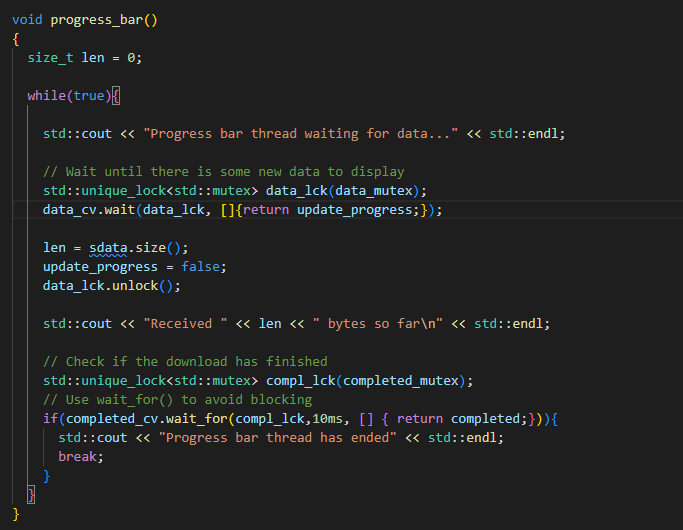 void progress_bar()
{
size_t len = 0;
while(true){
std::cout << "Progress bar thread waiting for data..." << std::endl;
// Wait until there is some new data to display
std::unique_lock<std::mutex> data_lck(data_mutex);
data_cv.wait(data_lck, []{return update_progress;});
len = sdata.size();
update_progress = false;
data_lck.unlock();
std::cout << "Received " << len << " bytes so far\n" << std::endl;
// Check if the download has finished
std::unique_lock<std::mutex> compl_lck(completed_mutex);
// Use wait_for() to avoid blocking
if(completed_cv.wait_for(compl_lck,10ms, [] { return completed;})){
std::cout << "Progress bar thread has ended" << std::endl;
break;
}
}
}